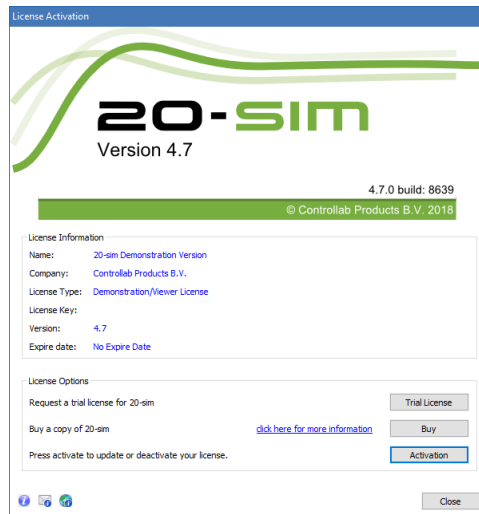 License Activation
20-SIM
Version 4.7
4.7.0 build: 8639
© Controllab Products B.V. 2018
License Information
Name: 20-sim Demonstration Version
Company: Controllab Products B.V.
License Type: Demonstration/Viewer License
License Key:
Version: 4.7
Expire date: No Expire Date
License Options
Request a trial license for 20-sim Trial License
Buy a copy of 20-sim click here for more information Buy
Press activate to update or deactivate your license. Activation
Close